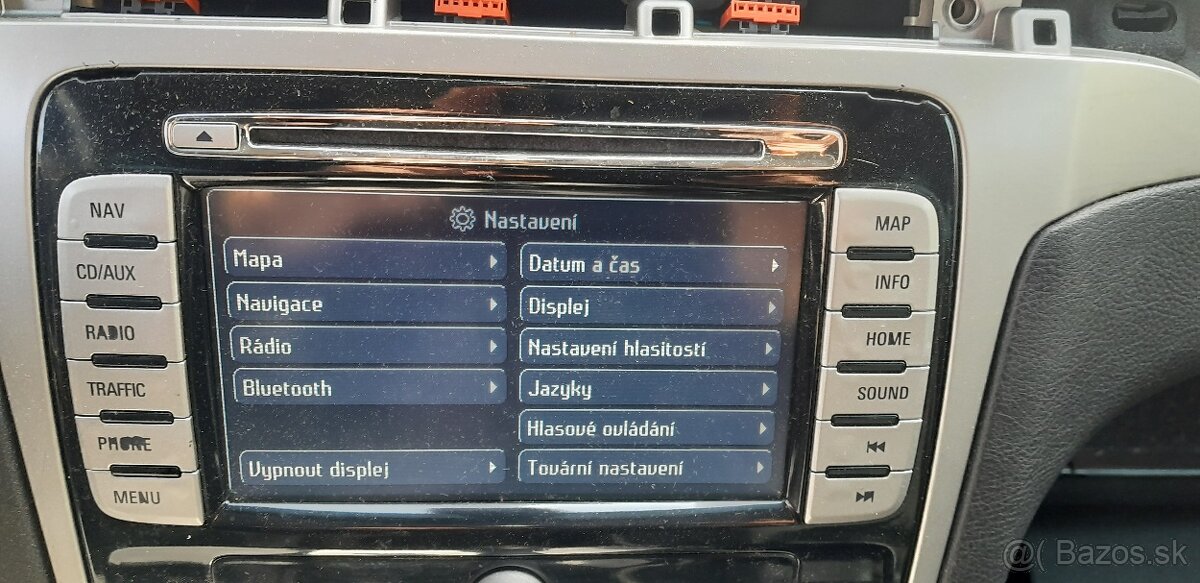 NAV
CD/AUX
RADIO
TRAFFIC
PHONE
MENU
Nastavení
Mapa
Navigace
Rádio
Bluetooth
Vypnout displej
Datum a čas
Displej
Nastavení hlasitostí
Jazyky
Hlasové ovládání
Tovární nastavení
MAP
INFO
HOME
SOUND
Bazos.sk